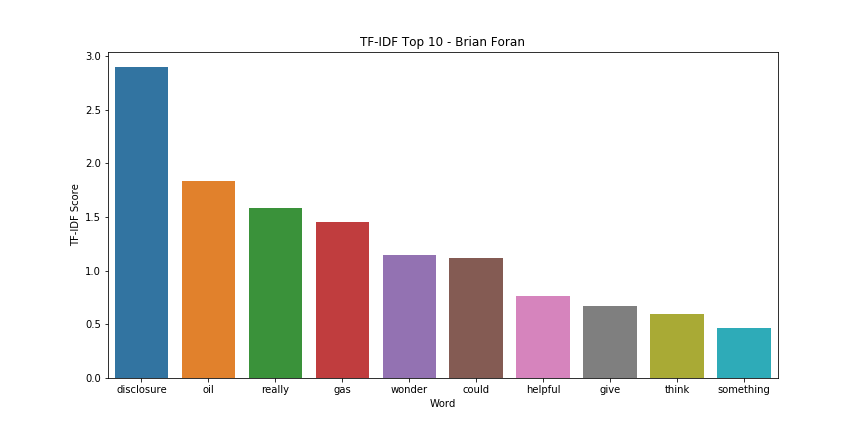 TF-IDF Top 10 - Brian Foran
TF-IDF Score
3.0
2.5
2.0
1.5
1.0
0.5
0.0
disclosure oil really gas wonder could helpful give think something
Word